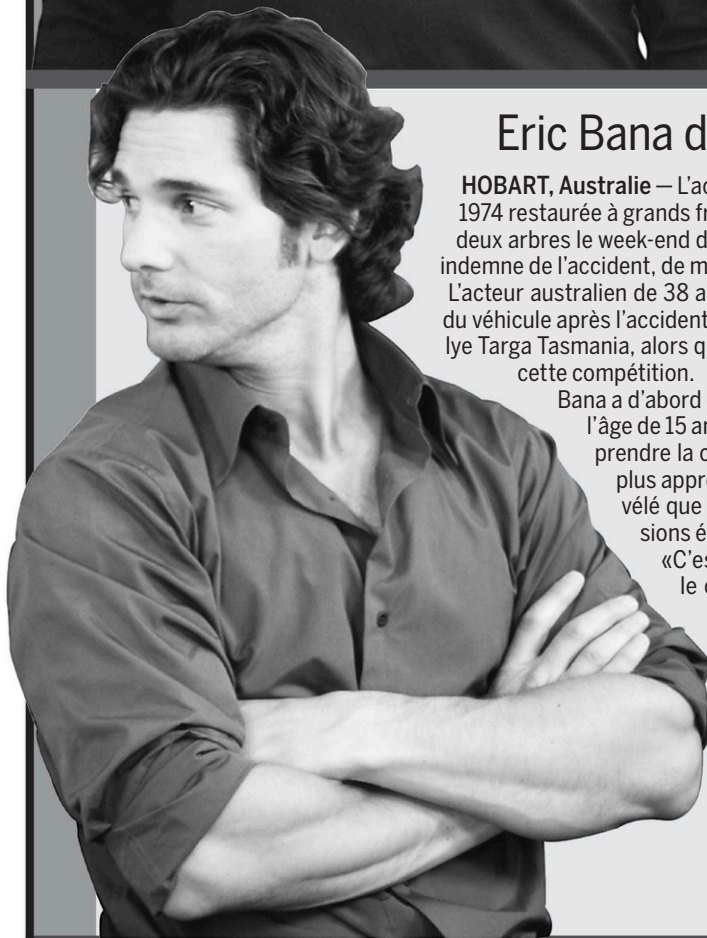 Eric Bana d
HOBART, Australie — L'ac
1974 restaurée à grands fr
deux arbres le week-end d
indemne de l'accident, de m
L'acteur australien de 38 a
du véhicule après l'accident
lye Targa Tasmania, alors q
cette compétition.
Bana a d'abord
l'âge de 15 an
prendre la c
plus appro
vélé que
sions é
«C'es
le c